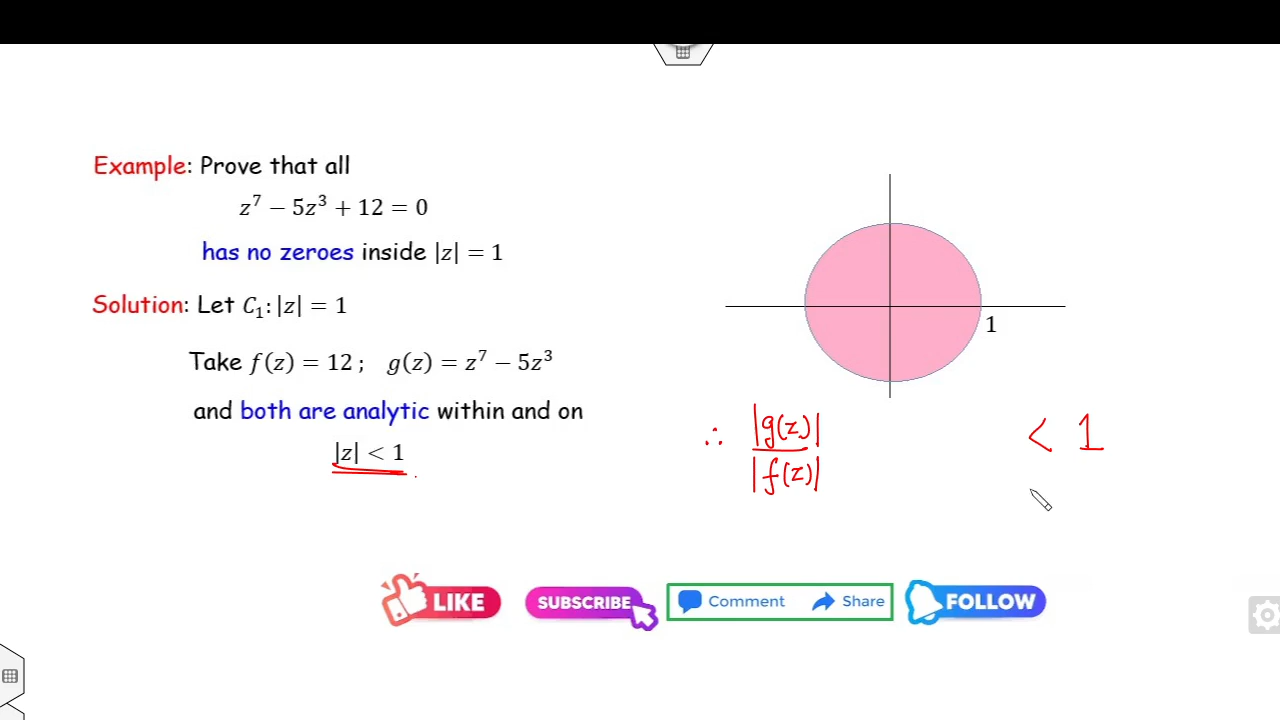 Example: Prove that all
z⁷ − 5z³ + 12 = 0
has no zeroes inside |z| = 1
Solution: Let C₁: |z| = 1
Take f(z) = 12 ; g(z) = z⁷ − 5z³
and both are analytic within and on
|z| < 1
1
∴ |g(z)| < 1
|f(z)|
LIKE SUBSCRIBE Comment Share FOLLOW